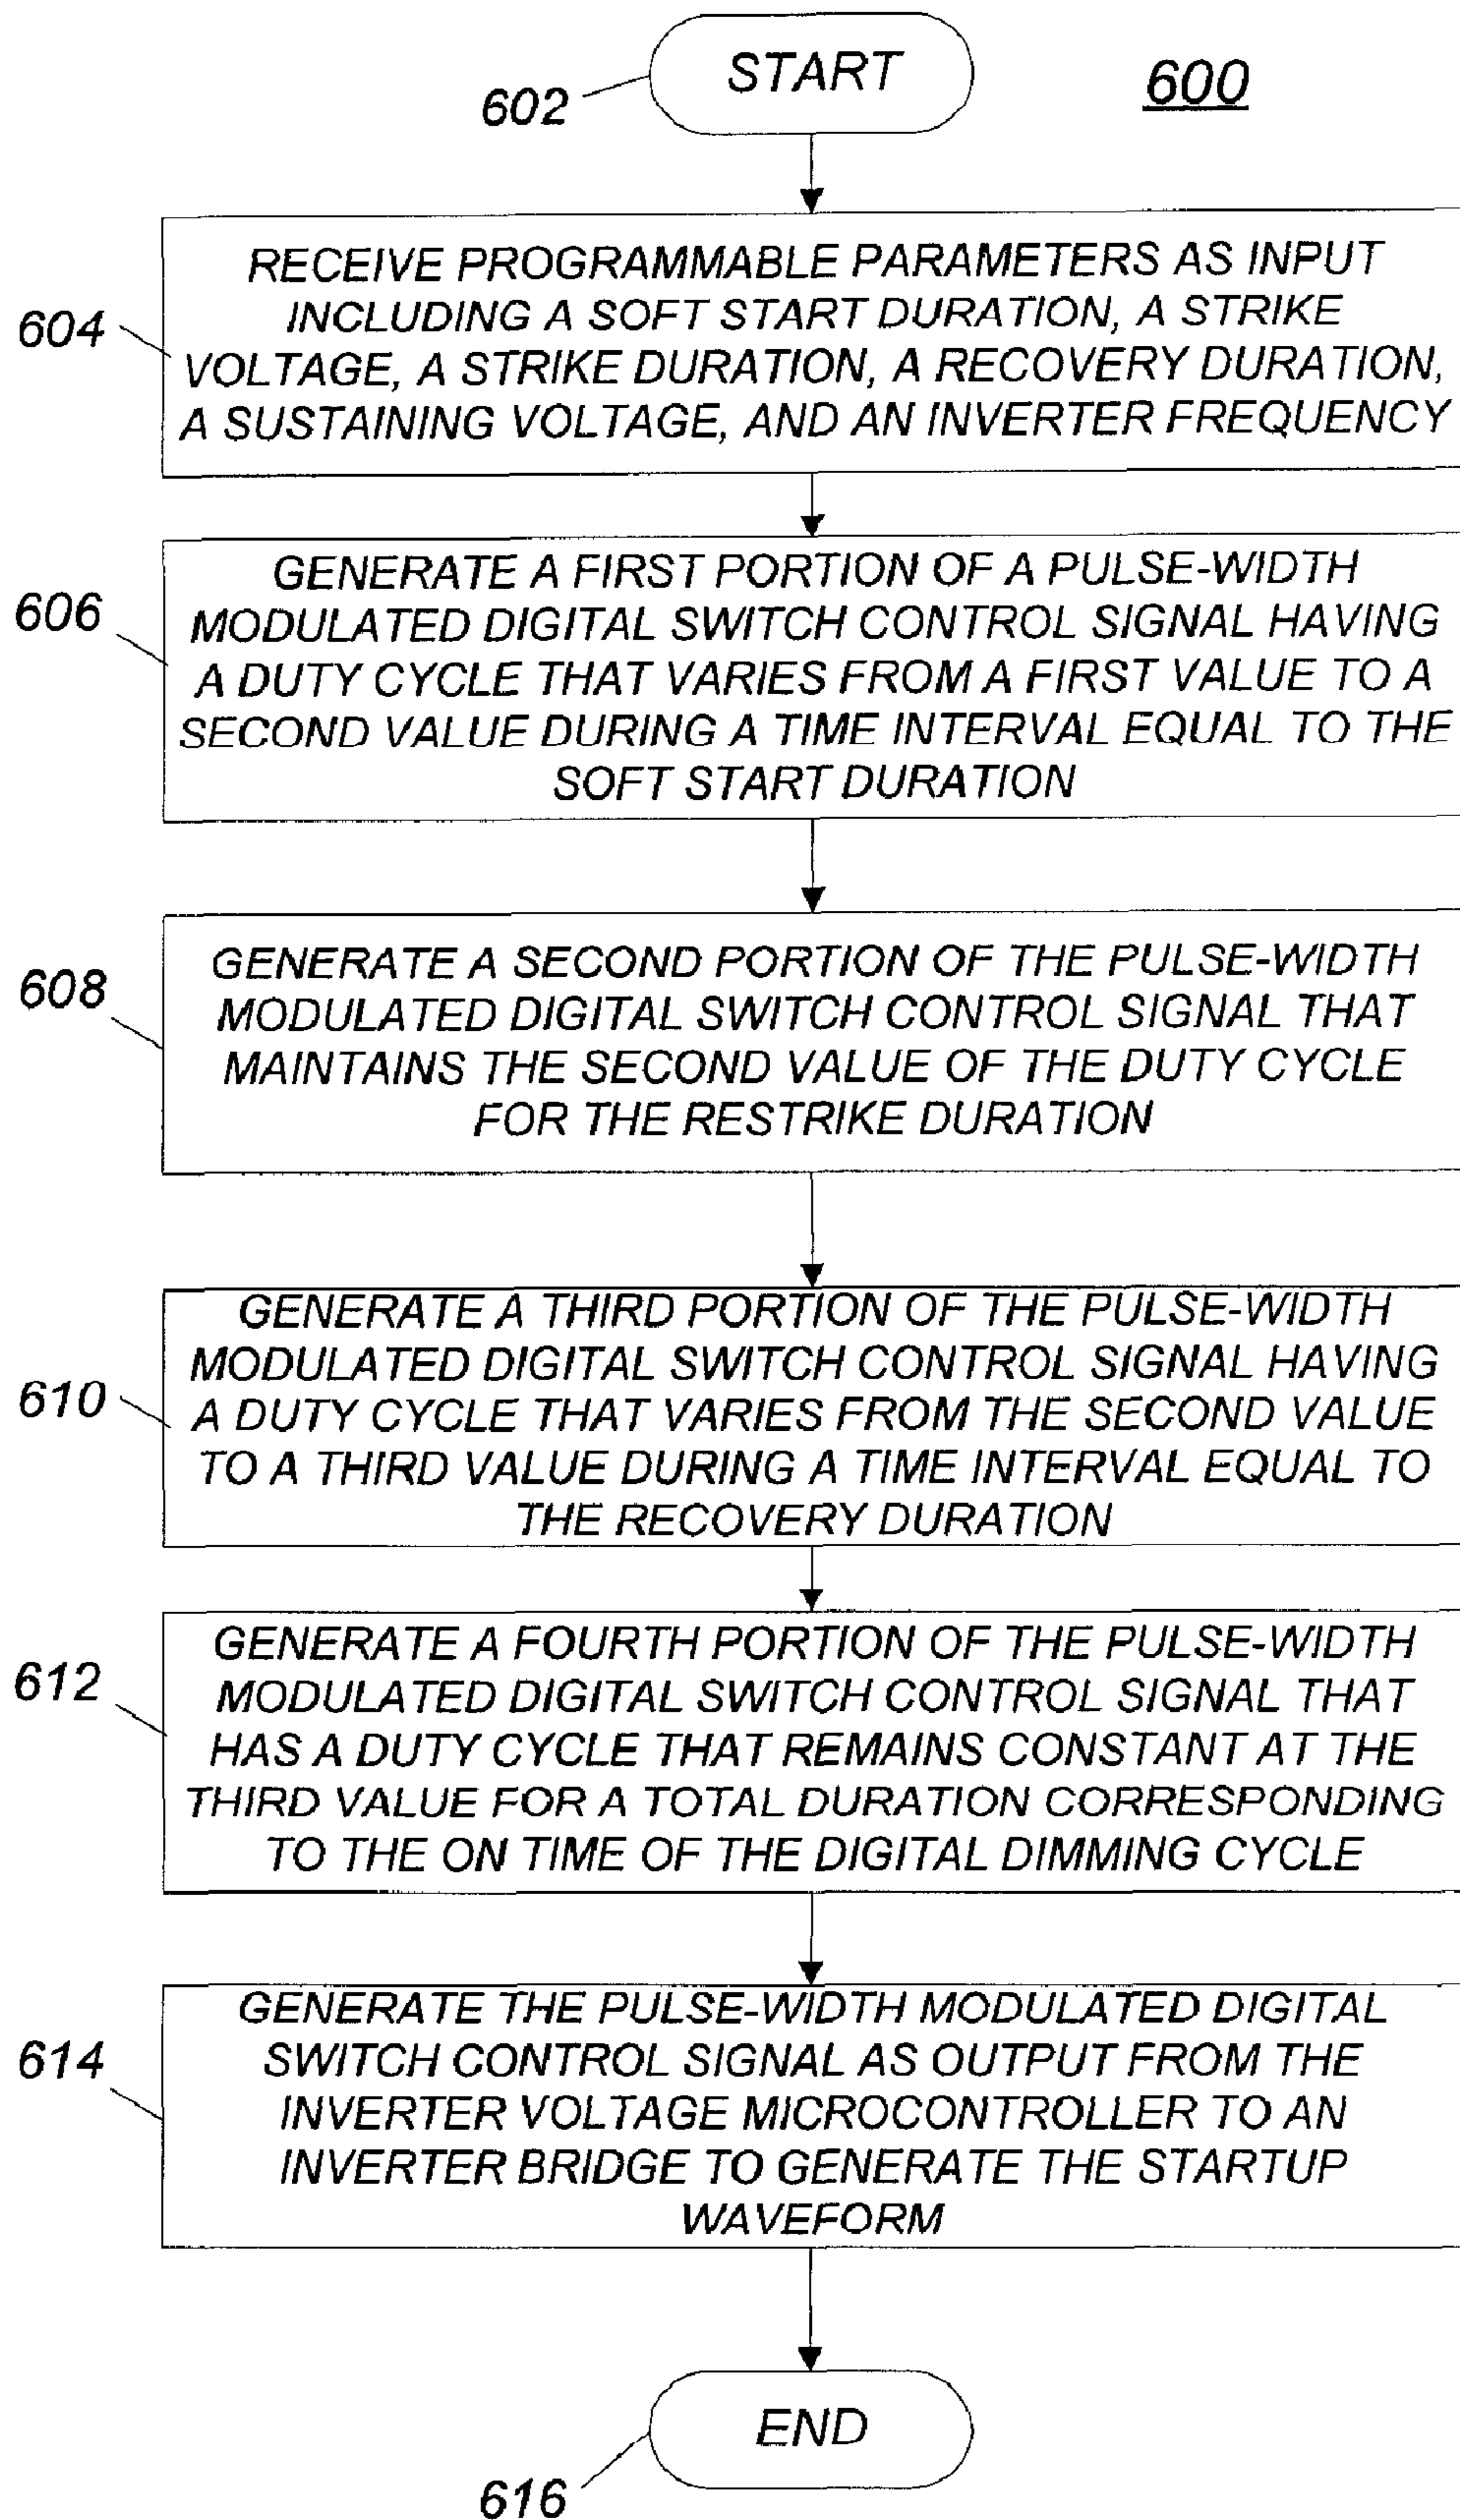 START
600
602
RECEIVE PROGRAMMABLE PARAMETERS AS INPUT
INCLUDING A SOFT START DURATION, A STRIKE
VOLTAGE, A STRIKE DURATION, A RECOVERY DURATION,
A SUSTAINING VOLTAGE, AND AN INVERTER FREQUENCY
604
GENERATE A FIRST PORTION OF A PULSE-WIDTH
MODULATED DIGITAL SWITCH CONTROL SIGNAL HAVING
A DUTY CYCLE THAT VARIES FROM A FIRST VALUE TO A
SECOND VALUE DURING A TIME INTERVAL EQUAL TO THE
SOFT START DURATION
606
GENERATE A SECOND PORTION OF THE PULSE-WIDTH
MODULATED DIGITAL SWITCH CONTROL SIGNAL THAT
MAINTAINS THE SECOND VALUE OF THE DUTY CYCLE
FOR THE RESTRIKE DURATION
608
GENERATE A THIRD PORTION OF THE PULSE-WIDTH
MODULATED DIGITAL SWITCH CONTROL SIGNAL HAVING
A DUTY CYCLE THAT VARIES FROM THE SECOND VALUE
TO A THIRD VALUE DURING A TIME INTERVAL EQUAL TO
THE RECOVERY DURATION
610
GENERATE A FOURTH PORTION OF THE PULSE-WIDTH
MODULATED DIGITAL SWITCH CONTROL SIGNAL THAT
HAS A DUTY CYCLE THAT REMAINS CONSTANT AT THE
THIRD VALUE FOR A TOTAL DURATION CORRESPONDING
TO THE ON TIME OF THE DIGITAL DIMMING CYCLE
612
GENERATE THE PULSE-WIDTH MODULATED DIGITAL
SWITCH CONTROL SIGNAL AS OUTPUT FROM THE
INVERTER VOLTAGE MICROCONTROLLER TO AN
INVERTER BRIDGE TO GENERATE THE STARTUP
WAVEFORM
614
END
616